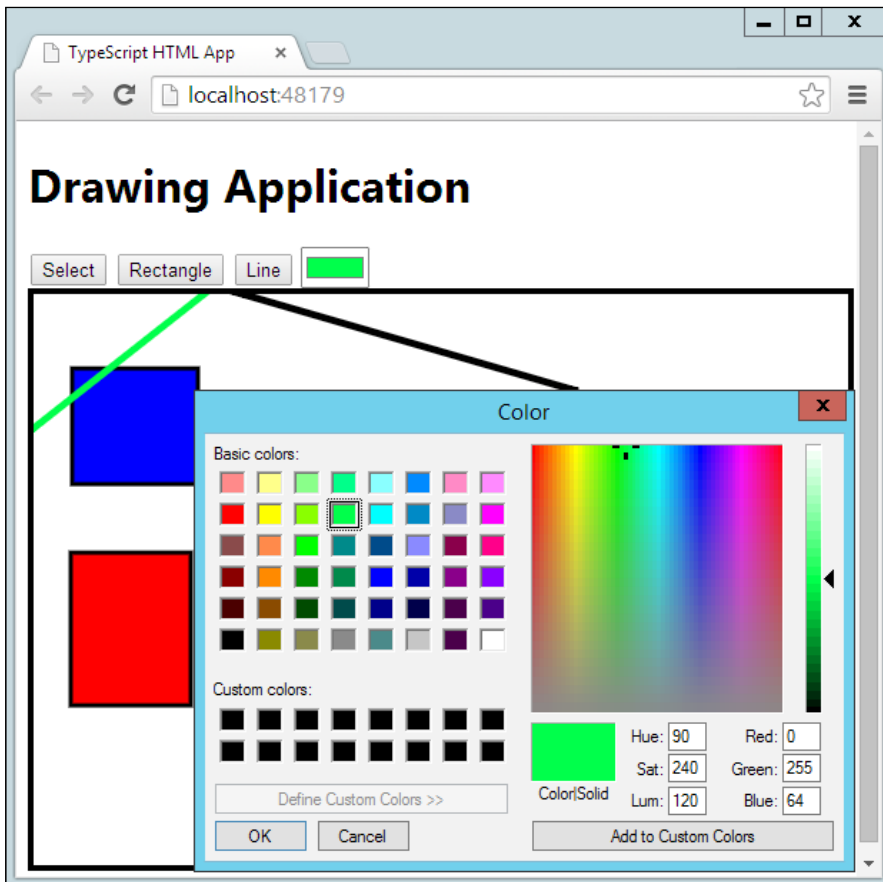 TypeScript HTML App
localhost:48179
Drawing Application
Select Rectangle Line
Color
Basic colors:
Custom colors:
Define Custom Colors >>
OK Cancel
Color|Solid
Hue: 90 Red: 0
Sat: 240 Green: 255
Lum: 120 Blue: 64
Add to Custom Colors